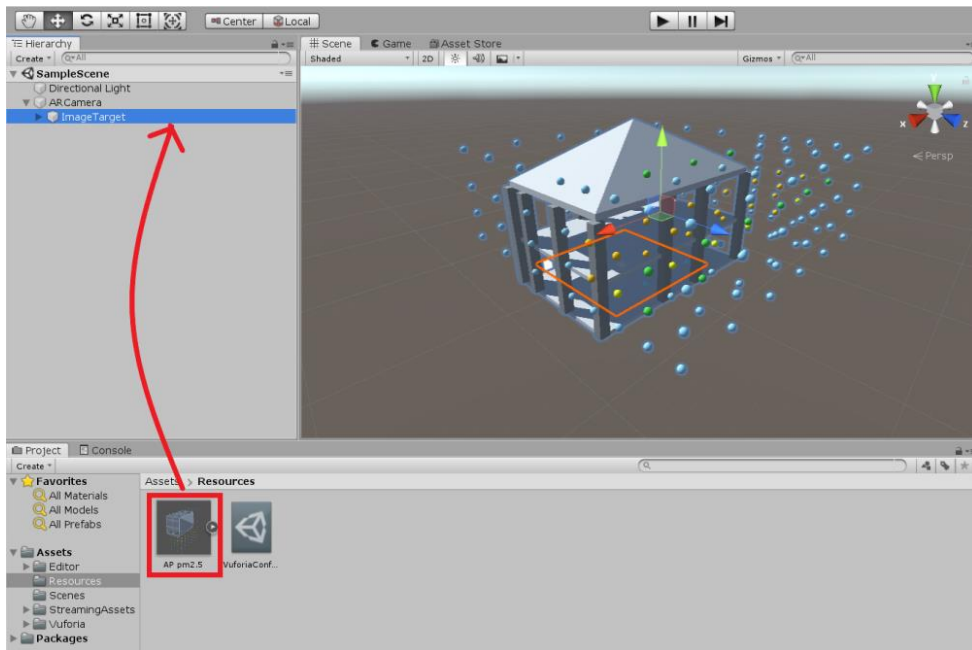 Center Local
Hierarchy
Create All
SampleScene
Directional Light
ARCamera
ImageTarget
Scene Game Asset Store
Shaded 2D Gizmos All
y
x z
Persp
Project Console
Create
Favorites
All Materials
All Models
All Prefabs
Assets
Editor
Resources
Scenes
StreamingAssets
Vuforia
Packages
Assets > Resources
AP pm2.5 VuforiaConf...